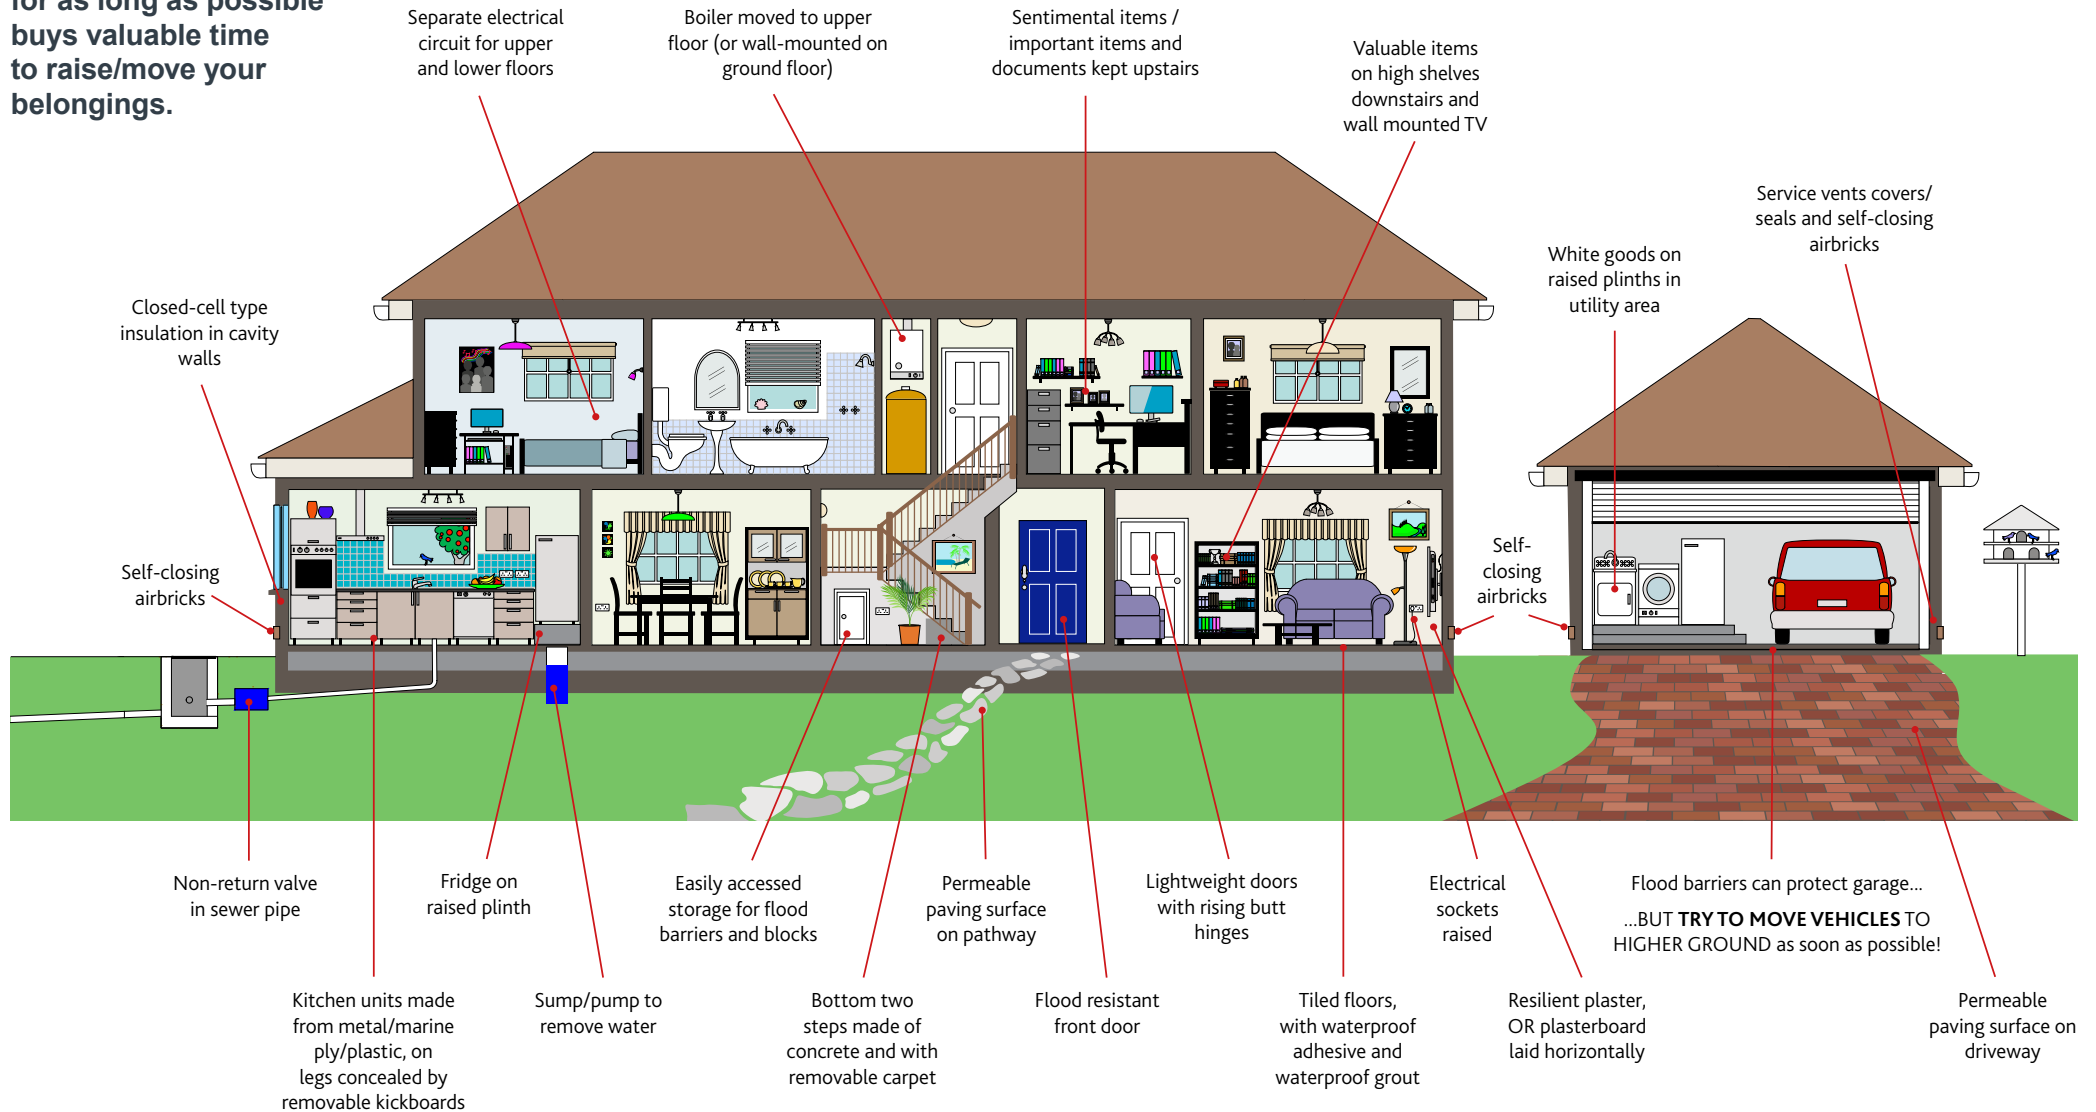 for as long as possible
buys valuable time
to raise/move your
belongings.
Separate electrical
circuit for upper
and lower floors
Boiler moved to upper
floor (or wall-mounted on
ground floor)
Sentimental items /
important items and
documents kept upstairs
Valuable items
on high shelves
downstairs and
wall mounted TV
Service vents covers/
seals and self-closing
airbricks
White goods on
raised plinths in
utility area
Closed-cell type
insulation in cavity
walls
Self-closing
airbricks
Self-
closing
airbricks
Non-return valve
in sewer pipe
Fridge on
raised plinth
Easily accessed
storage for flood
barriers and blocks
Permeable
paving surface
on pathway
Lightweight doors
with rising butt
hinges
Electrical
sockets
raised
Flood barriers can protect garage...
...BUT TRY TO MOVE VEHICLES TO
HIGHER GROUND as soon as possible!
Kitchen units made
from metal/marine
ply/plastic, on
legs concealed by
removable kickboards
Sump/pump to
remove water
Bottom two
steps made of
concrete and with
removable carpet
Flood resistant
front door
Tiled floors,
with waterproof
adhesive and
waterproof grout
Resilient plaster,
OR plasterboard
laid horizontally
Permeable
paving surface on
driveway